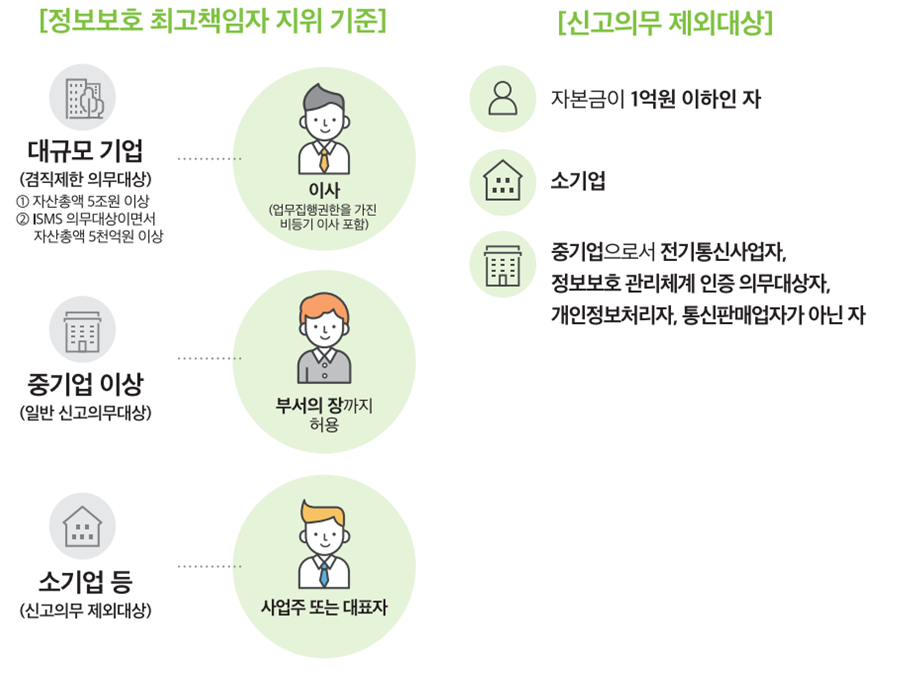 [정보보호 최고책임자 지위 기준]
대규모 기업
(겸직제한 의무대상)
① 자산총액 5조원 이상
② ISMS 의무대상이면서
자산총액 5천억원 이상
이사
(업무집행권한을 가진
비등기 이사 포함)
중기업 이상
(일반 신고의무대상)
부서의 장까지
허용
소기업 등
(신고의무 제외대상)
사업주 또는 대표자
[신고의무 제외대상]
자본금이 1억원 이하인 자
소기업
중기업으로서 전기통신사업자,
정보보호 관리체계 인증 의무대상자,
개인정보처리자, 통신판매업자가 아닌 자